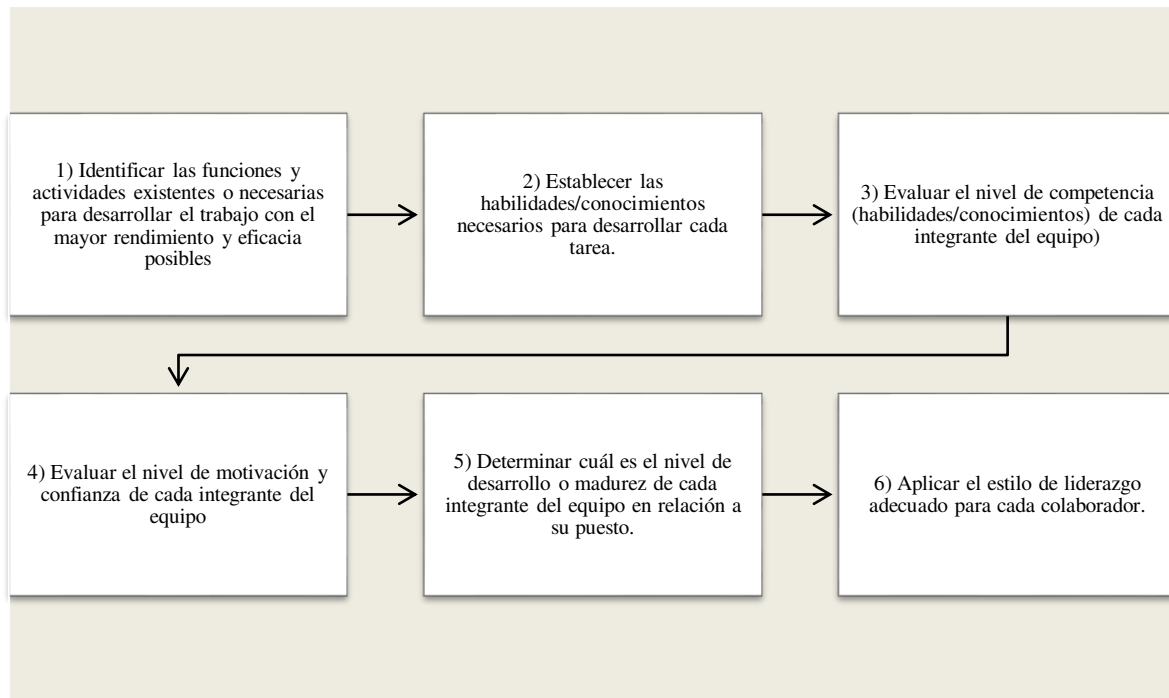 1) Identificar las funciones y
actividades existentes o necesarias
para desarrollar el trabajo con el
mayor rendimiento y eficacia
posibles
2) Establecer las
habilidades/conocimientos
necesarios para desarrollar cada
tarea.
3) Evaluar el nivel de competencia
(habilidades/conocimientos) de cada
integrante del equipo)
4) Evaluar el nivel de motivación y
confianza de cada integrante del
equipo
5) Determinar cuál es el nivel de
desarrollo o madurez de cada
integrante del equipo en relación a
su puesto.
6) Aplicar el estilo de liderazgo
adecuado para cada colaborador.